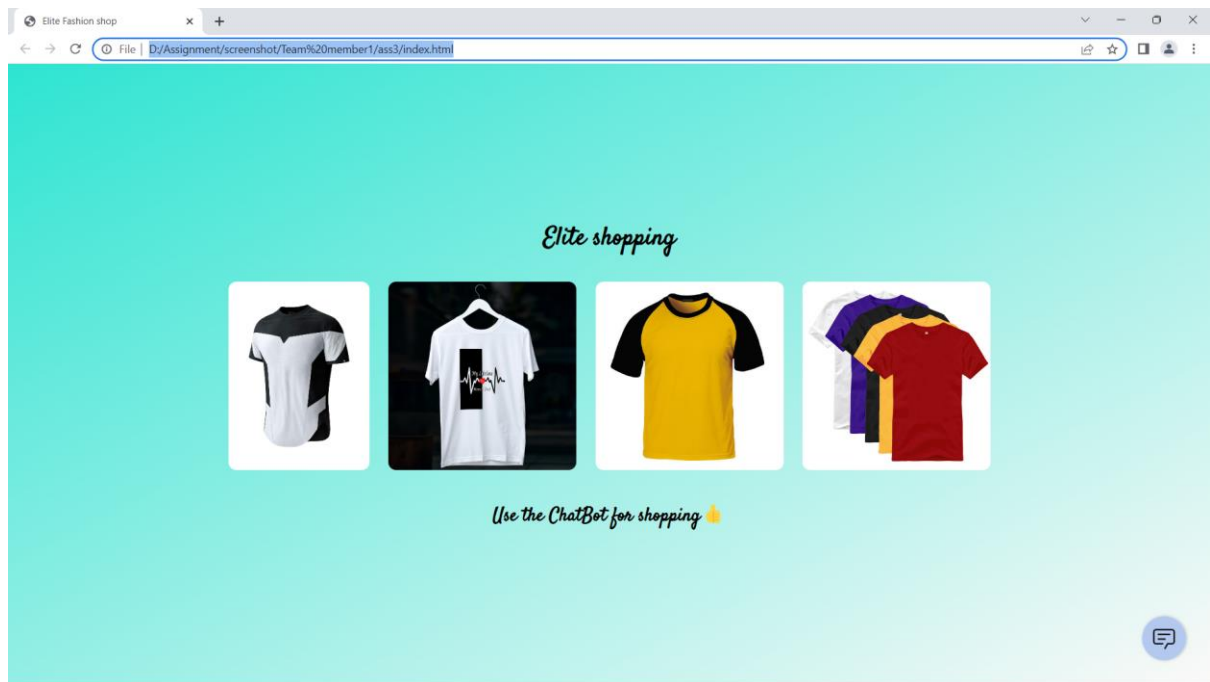 Elite Fashion shop
File | D:/Assignment/screenshot/Team%20member1/ass3/index.html
Elite shopping
Use the ChatBot for shopping 👍